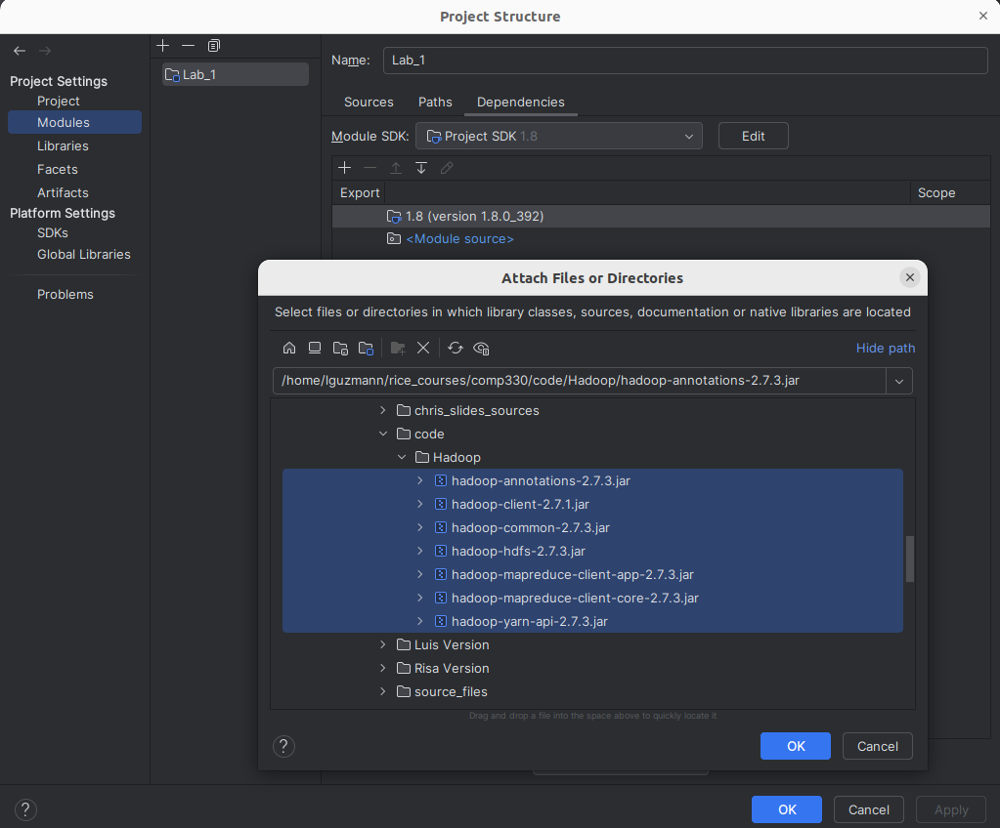 Project Structure
Project Settings
Project
Modules
Libraries
Facets
Artifacts
Platform Settings
SDKs
Global Libraries
Problems
Lab_1
Name: Lab_1
Sources Paths Dependencies
Module SDK: Project SDK 1.8 Edit
Export Scope
1.8 (version 1.8.0_392)
<Module source>
Attach Files or Directories
Select files or directories in which library classes, sources, documentation or native libraries are located
Hide path
/home/lguzmann/rice_courses/comp330/code/Hadoop/hadoop-annotations-2.7.3.jar
chris_slides_sources
code
Hadoop
hadoop-annotations-2.7.3.jar
hadoop-client-2.7.1.jar
hadoop-common-2.7.3.jar
hadoop-hdfs-2.7.3.jar
hadoop-mapreduce-client-app-2.7.3.jar
hadoop-mapreduce-client-core-2.7.3.jar
hadoop-yarn-api-2.7.3.jar
Luis Version
Risa Version
source_files
Drag and drop a file into the space above to quickly locate it
? OK Cancel
? OK Cancel Apply